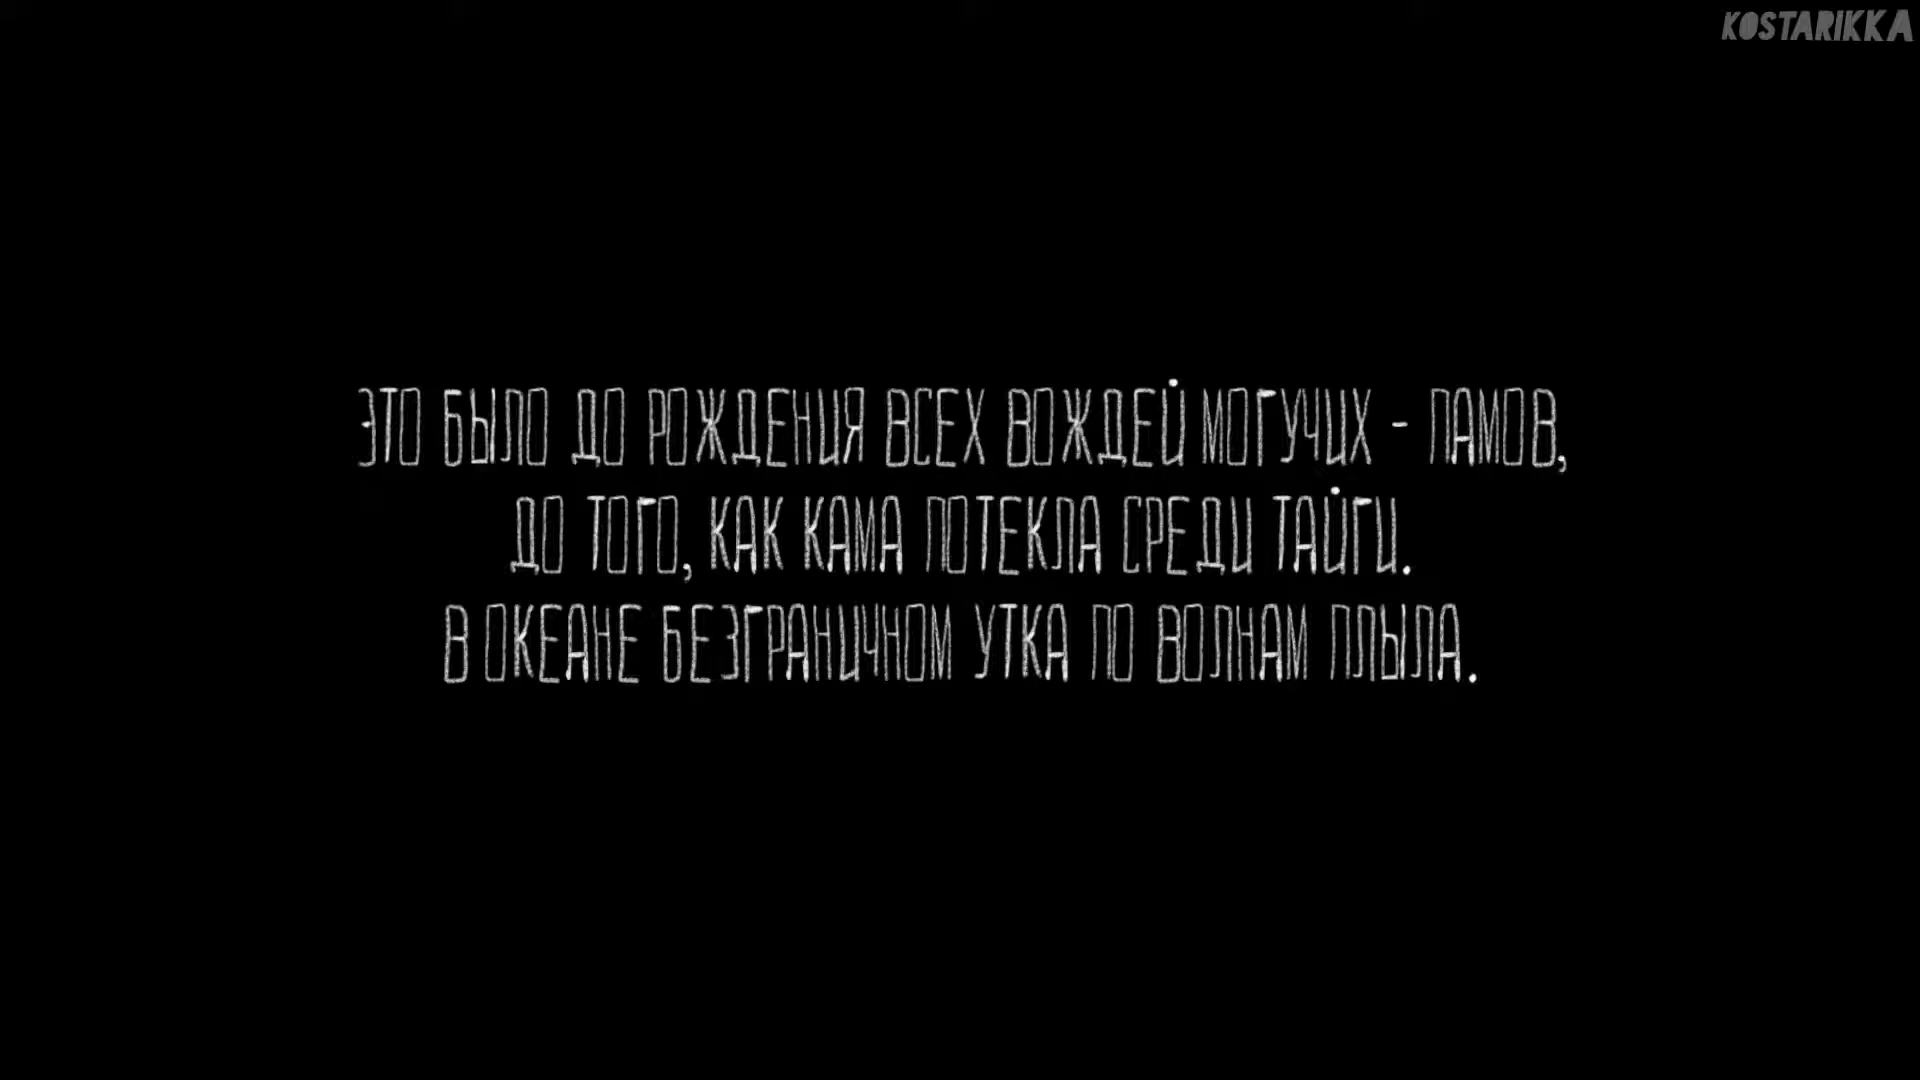 KOSTARIKKA
ЭТО БЫЛО ДО РОЖДЕНИЯ ВСЕХ ВОЖДЕЙ МОГУЧИХ - ПАМОВ,
ДО ТОГО, КАК КАМА ПОТЕКЛА СРЕДИ ТАЙГИ.
В ОКЕАНЕ БЕЗГРАНИЧНОМ УТКА ПО ВОЛНАМ ПЛЫЛА.